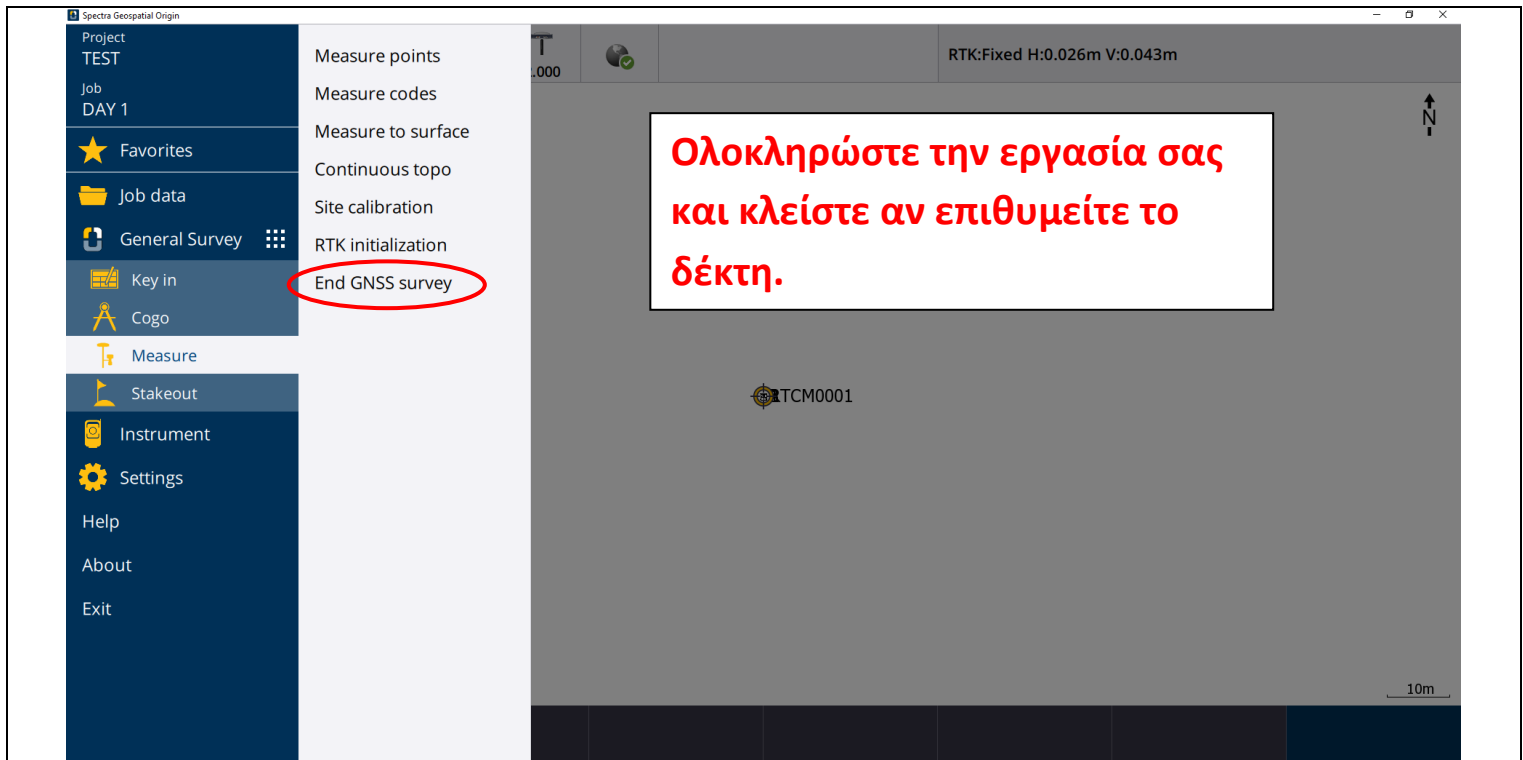 Spectra Geospatial Origin
Project
TEST
Job
DAY 1
Favorites
Job data
General Survey
Key in
Cogo
Measure
Stakeout
Instrument
Settings
Help
About
Exit
Measure points
Measure codes
Measure to surface
Continuous topo
Site calibration
RTK initialization
End GNSS survey
.000
RTK:Fixed H:0.026m V:0.043m
N
Ολοκληρώστε την εργασία σας
και κλείστε αν επιθυμείτε το
δέκτη.
RTCM0001
10m